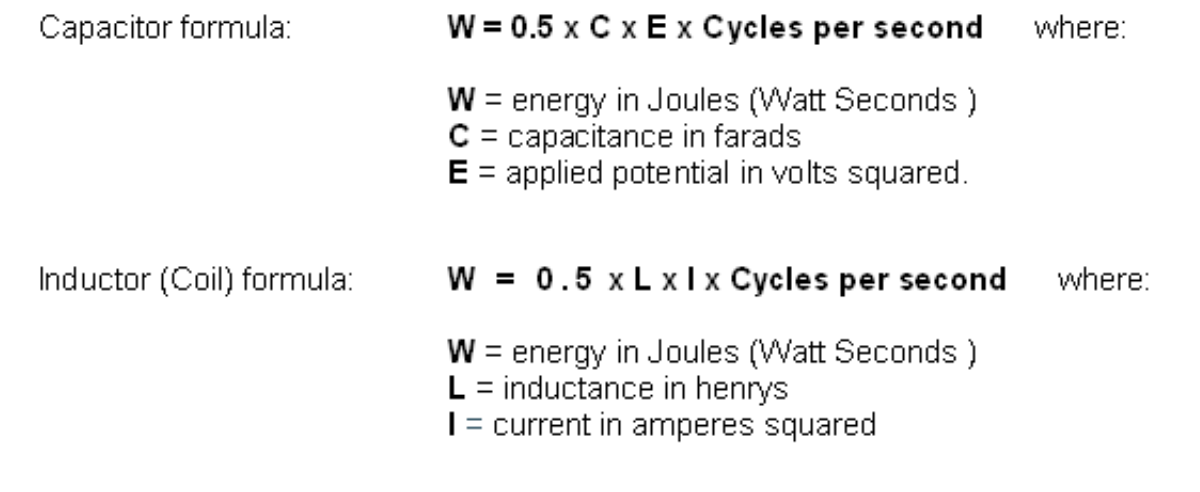 Capacitor formula: W = 0.5 x C x E x Cycles per second where:
W = energy in Joules (Watt Seconds )
C = capacitance in farads
E = applied potential in volts squared.
Inductor (Coil) formula: W = 0.5 x L x I x Cycles per second where:
W = energy in Joules (Watt Seconds )
L = inductance in henrys
I = current in amperes squared